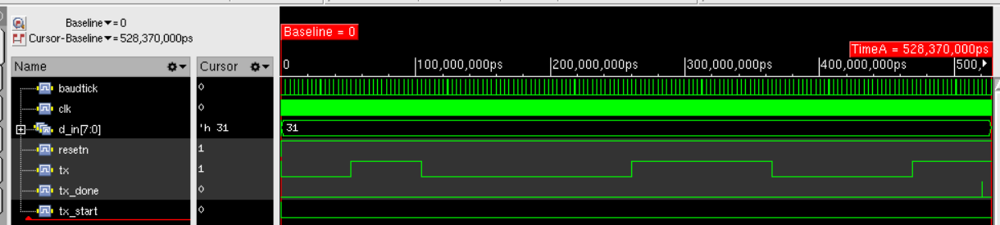 Baseline▼= 0
Cursor-Baseline▼= 528,370,000ps
Baseline = 0
TimeA = 528,370,000ps
Name Cursor 0 100,000,000ps 200,000,000ps 300,000,000ps 400,000,000ps 500,
baudtick 0
clk 0
d_in[7:0] 'h 31 31
resetn 1
tx 1
tx_done 0
tx_start 0